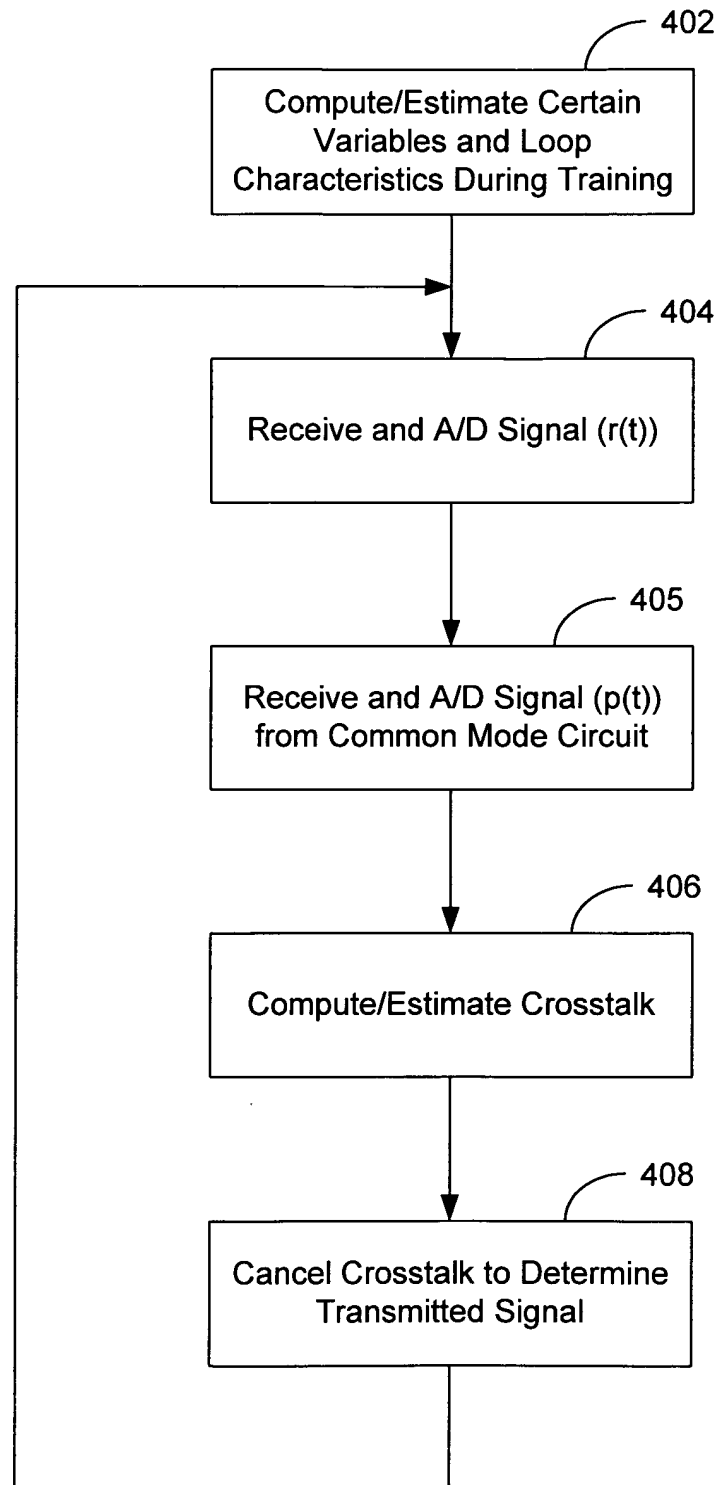 402
Compute/Estimate Certain
Variables and Loop
Characteristics During Training
404
Receive and A/D Signal (r(t))
405
Receive and A/D Signal (p(t))
from Common Mode Circuit
406
Compute/Estimate Crosstalk
408
Cancel Crosstalk to Determine
Transmitted Signal